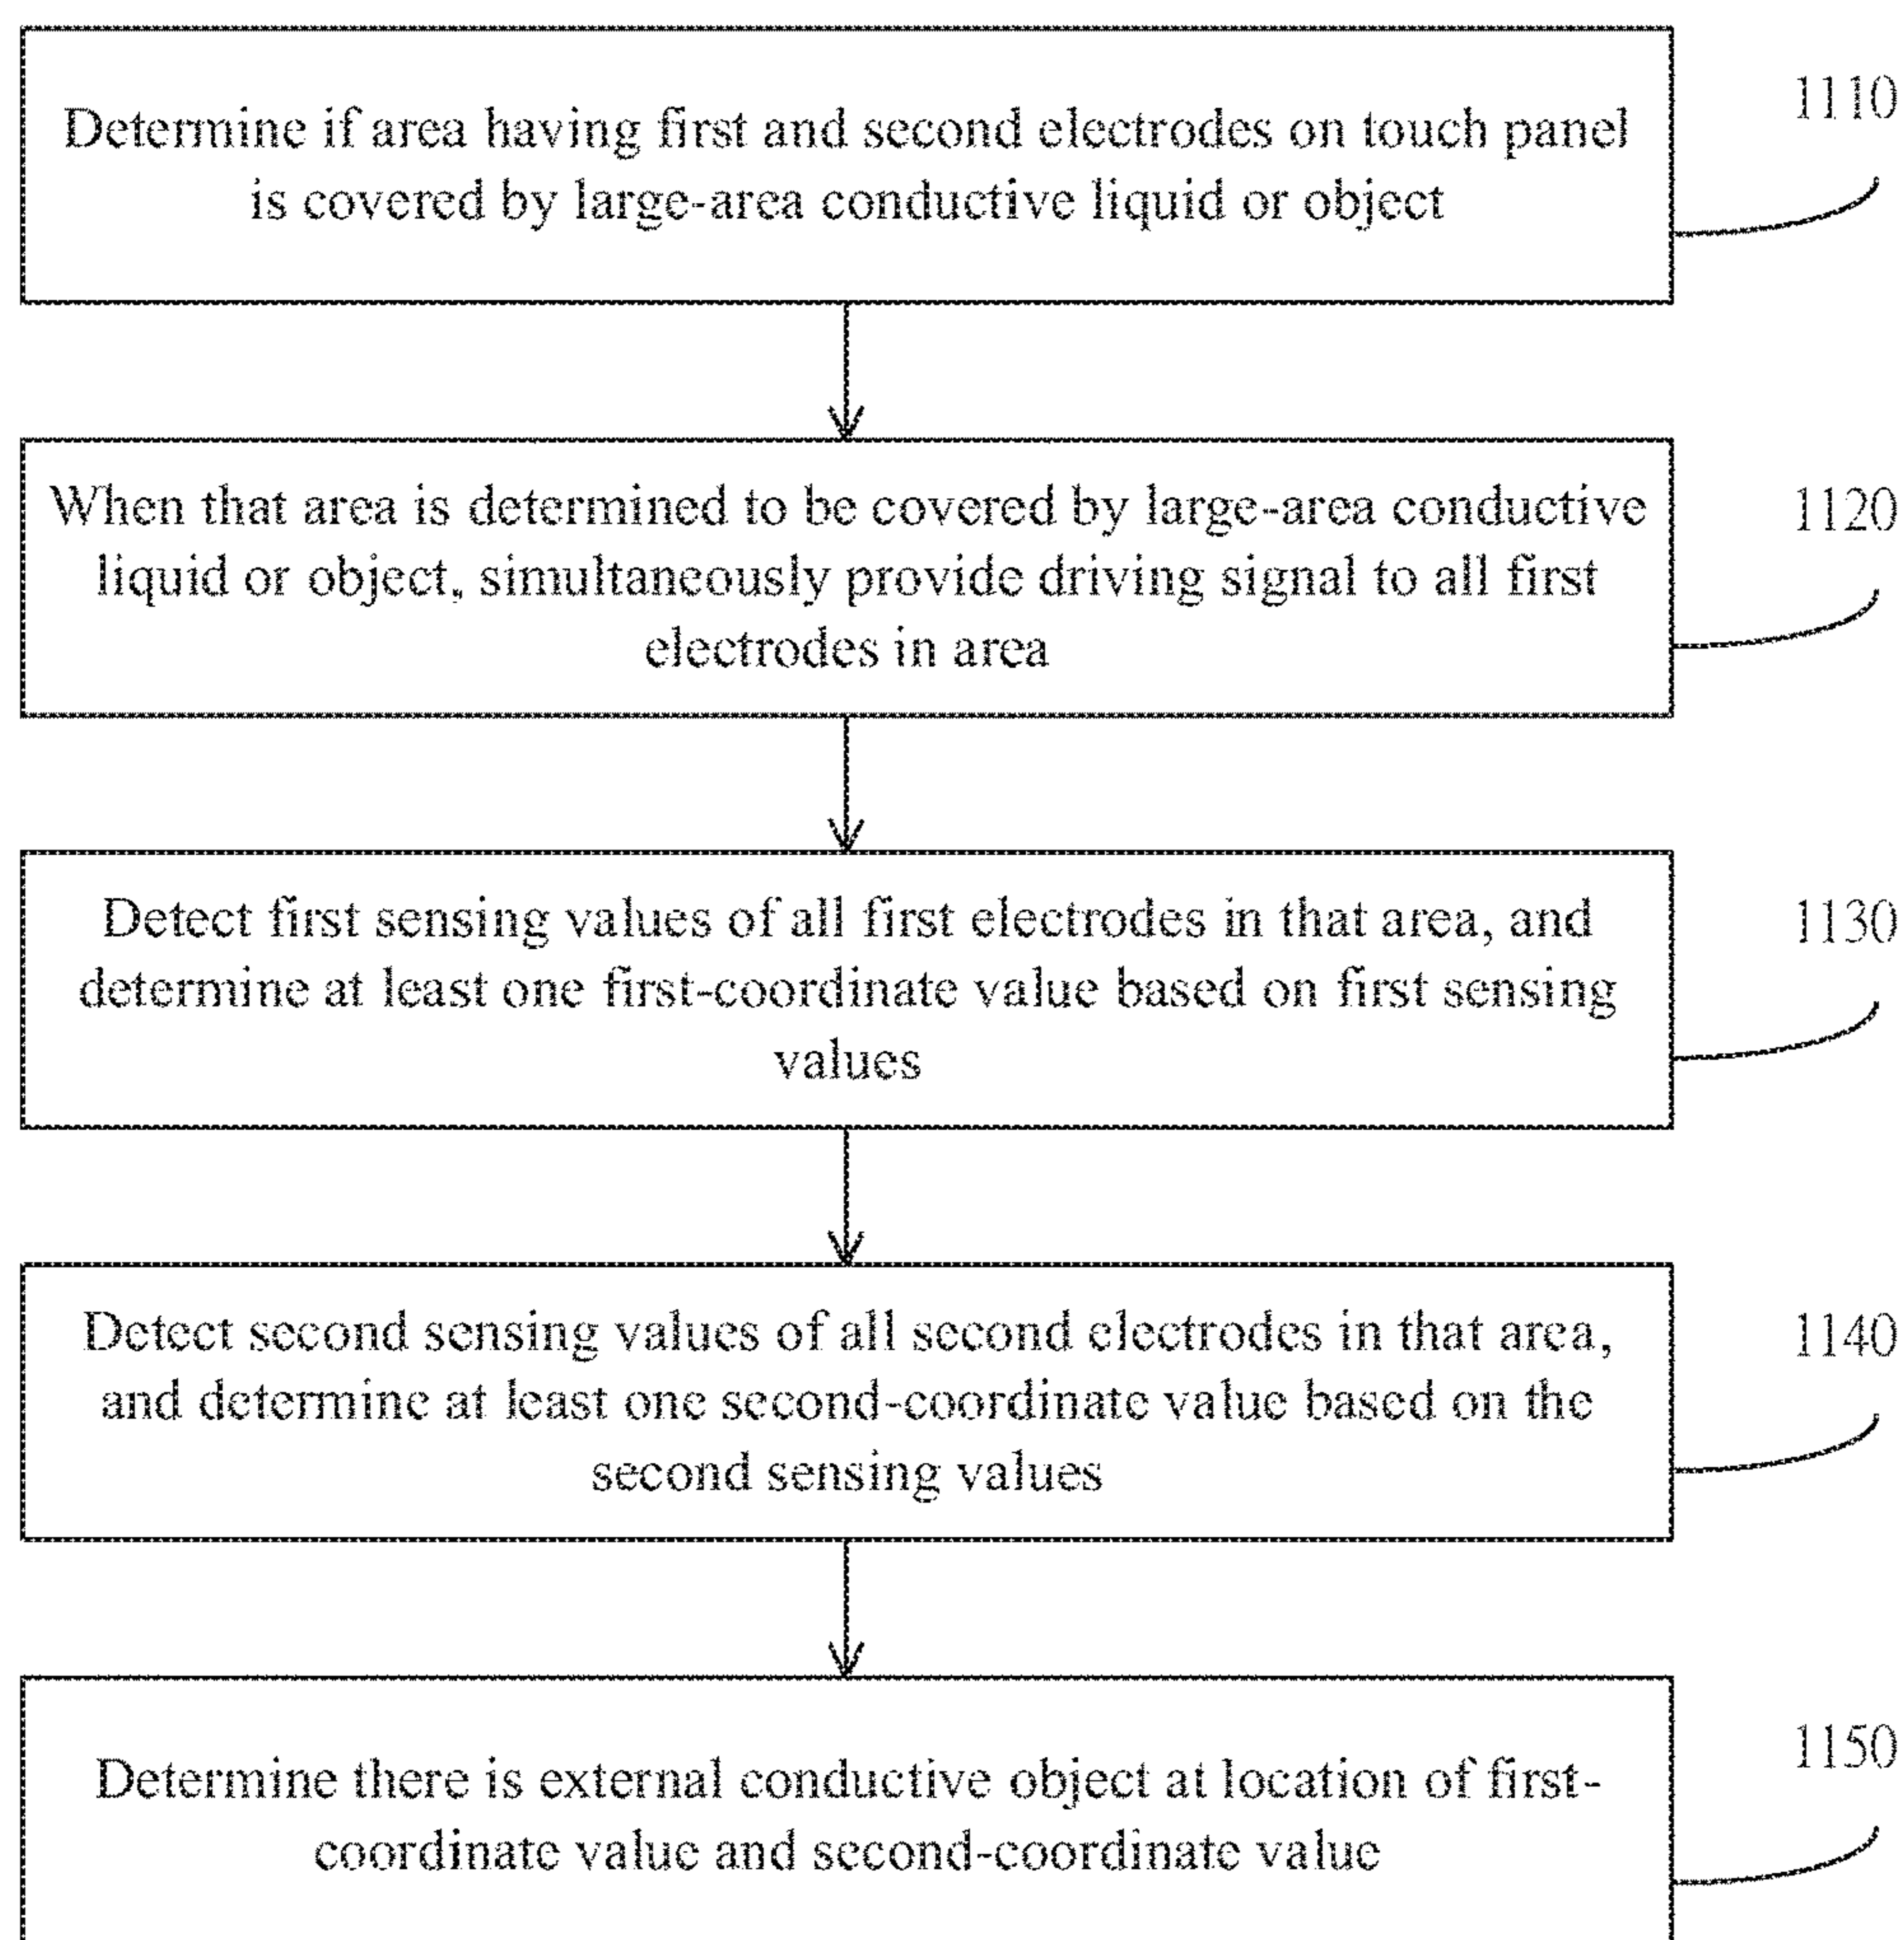 Determine if area having first and second electrodes on touch panel
is covered by large-area conductive liquid or object
1110
When that area is determined to be covered by large-area conductive
liquid or object, simultaneously provide driving signal to all first
electrodes in area
1120
Detect first sensing values of all first electrodes in that area, and
determine at least one first-coordinate value based on first sensing
values
1130
Detect second sensing values of all second electrodes in that area,
and determine at least one second-coordinate value based on the
second sensing values
1140
Determine there is external conductive object at location of first-
coordinate value and second-coordinate value
1150